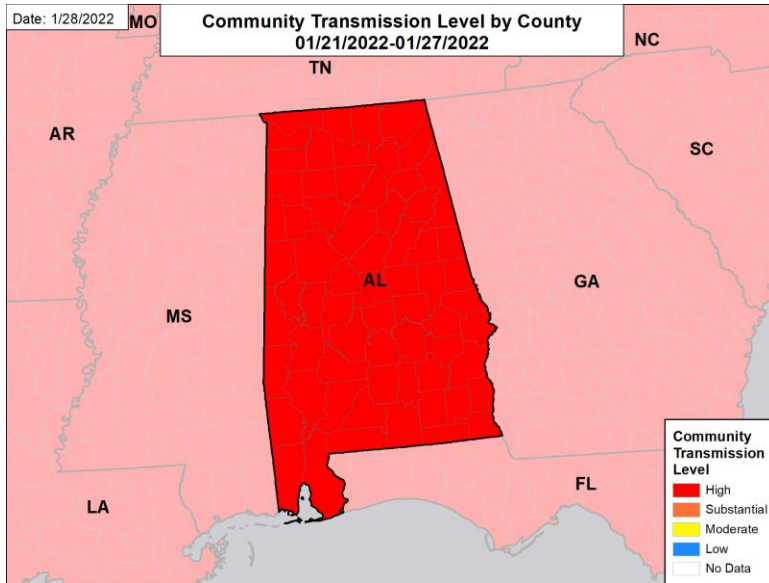 Date: 1/28/2022
MO
Community Transmission Level by County
01/21/2022-01/27/2022
NC
TN
AR
SC
AL
GA
MS
Community
Transmission
Level
High
Substantial
Moderate
Low
No Data
FL
LA